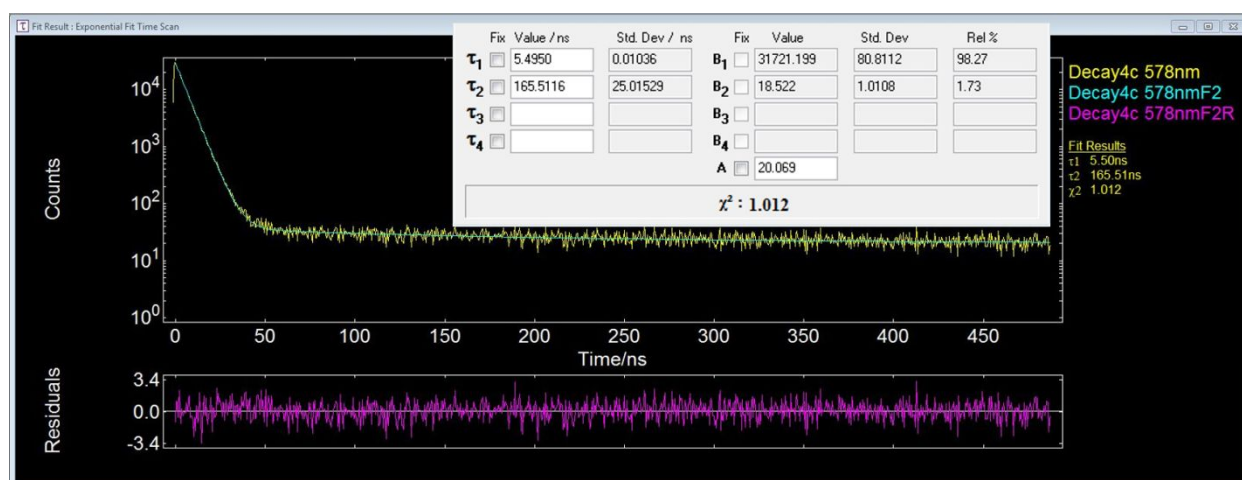 Fit Result : Exponential Fit Time Scan
Fix Value / ns Std. Dev / ns Fix Value Std. Dev Rel %
τ1 5.4950 0.01036 B1 31721.199 80.8112 98.27
τ2 165.5116 25.01529 B2 18.522 1.0108 1.73
τ3 B3
τ4 B4
A 20.069
χ² : 1.012
Decay4c 578nm
Decay4c 578nmF2
Decay4c 578nmF2R
Fit Results
τ1 5.50ns
τ2 165.51ns
χ2 1.012
Counts
10⁴
10³
10²
10¹
10⁰
0 50 100 150 200 250 300 350 400 450
Time/ns
Residuals
3.4
0.0
-3.4